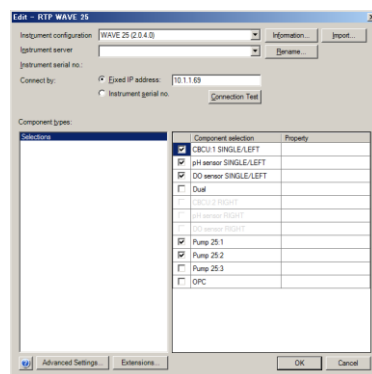 Edit - RTP WAVE 25
Instrument configuration WAVE 25 (2.0.4.0) Information... Import...
Instrument server Rename...
Instrument serial no.:
Connect by: Fixed IP address: 10.1.1.69
Instrument serial no. Connection Test
Component types:
Selections
Component selection Property
CBCU:1 SINGLE/LEFT
pH sensor SINGLE/LEFT
DO sensor SINGLE/LEFT
Dual
CBCU:2 RIGHT
pH sensor RIGHT
DO sensor RIGHT
Pump 25:1
Pump 25:2
Pump 25:3
OPC
Advanced Settings... Extensions... OK Cancel